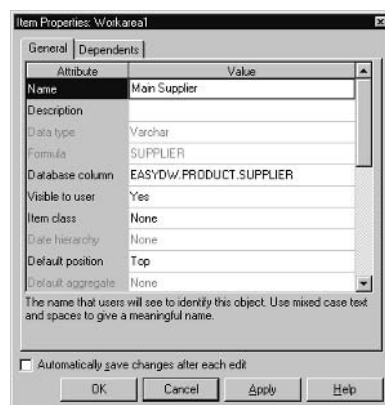 Item Properties: Workarea1
General Dependents
Attribute Value
Name Main Supplier
Description
Data type Varchar
Formula SUPPLIER
Database column EASYDW.PRODUCT.SUPPLIER
Visible to user Yes
Item class None
Date hierarchy None
Default position Top
Default aggregate None
The name that users will see to identify this object. Use mixed case text
and spaces to give a meaningful name.
Automatically save changes after each edit
OK Cancel Apply Help